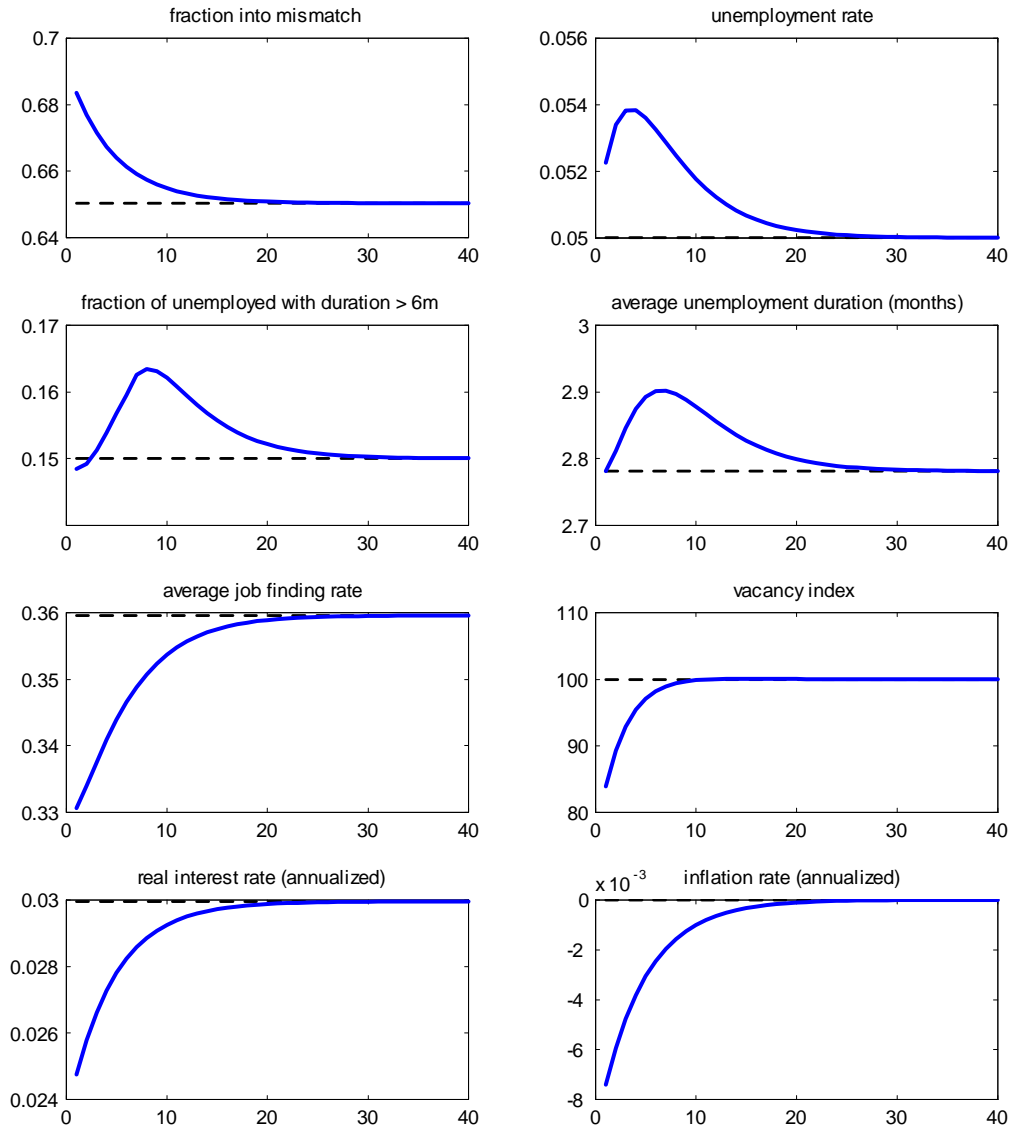 fraction into mismatch
0.7
0.68
0.66
0.64
0 10 20 30 40
unemployment rate
0.056
0.054
0.052
0.05
0 10 20 30 40
fraction of unemployed with duration > 6m
0.17
0.16
0.15
0 10 20 30 40
average unemployment duration (months)
3
2.9
2.8
2.7
0 10 20 30 40
average job finding rate
0.36
0.35
0.34
0.33
0 10 20 30 40
vacancy index
110
100
90
80
0 10 20 30 40
real interest rate (annualized)
0.03
0.028
0.026
0.024
0 10 20 30 40
x 10^-3 inflation rate (annualized)
0
-2
-4
-6
-8
0 10 20 30 40